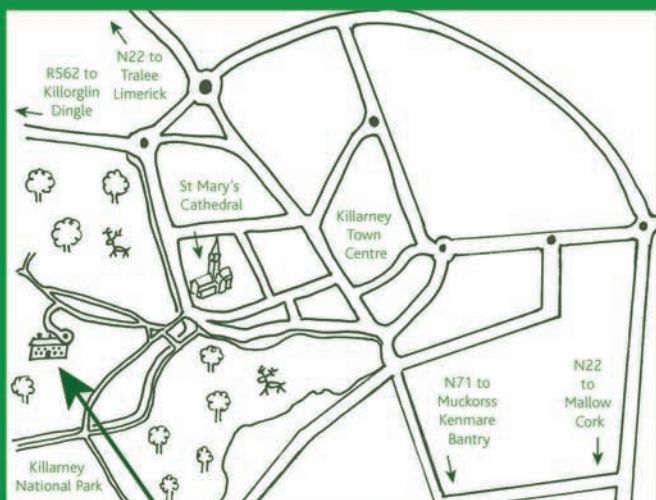 N22 to
Tralee
Limerick
R562 to
Killorglin
Dingle
St Mary's
Cathedral
Killarney
Town
Centre
N71 to
Muckorss
Kenmare
Bantry
N22
to
Mallow
Cork
Killarney
National Park